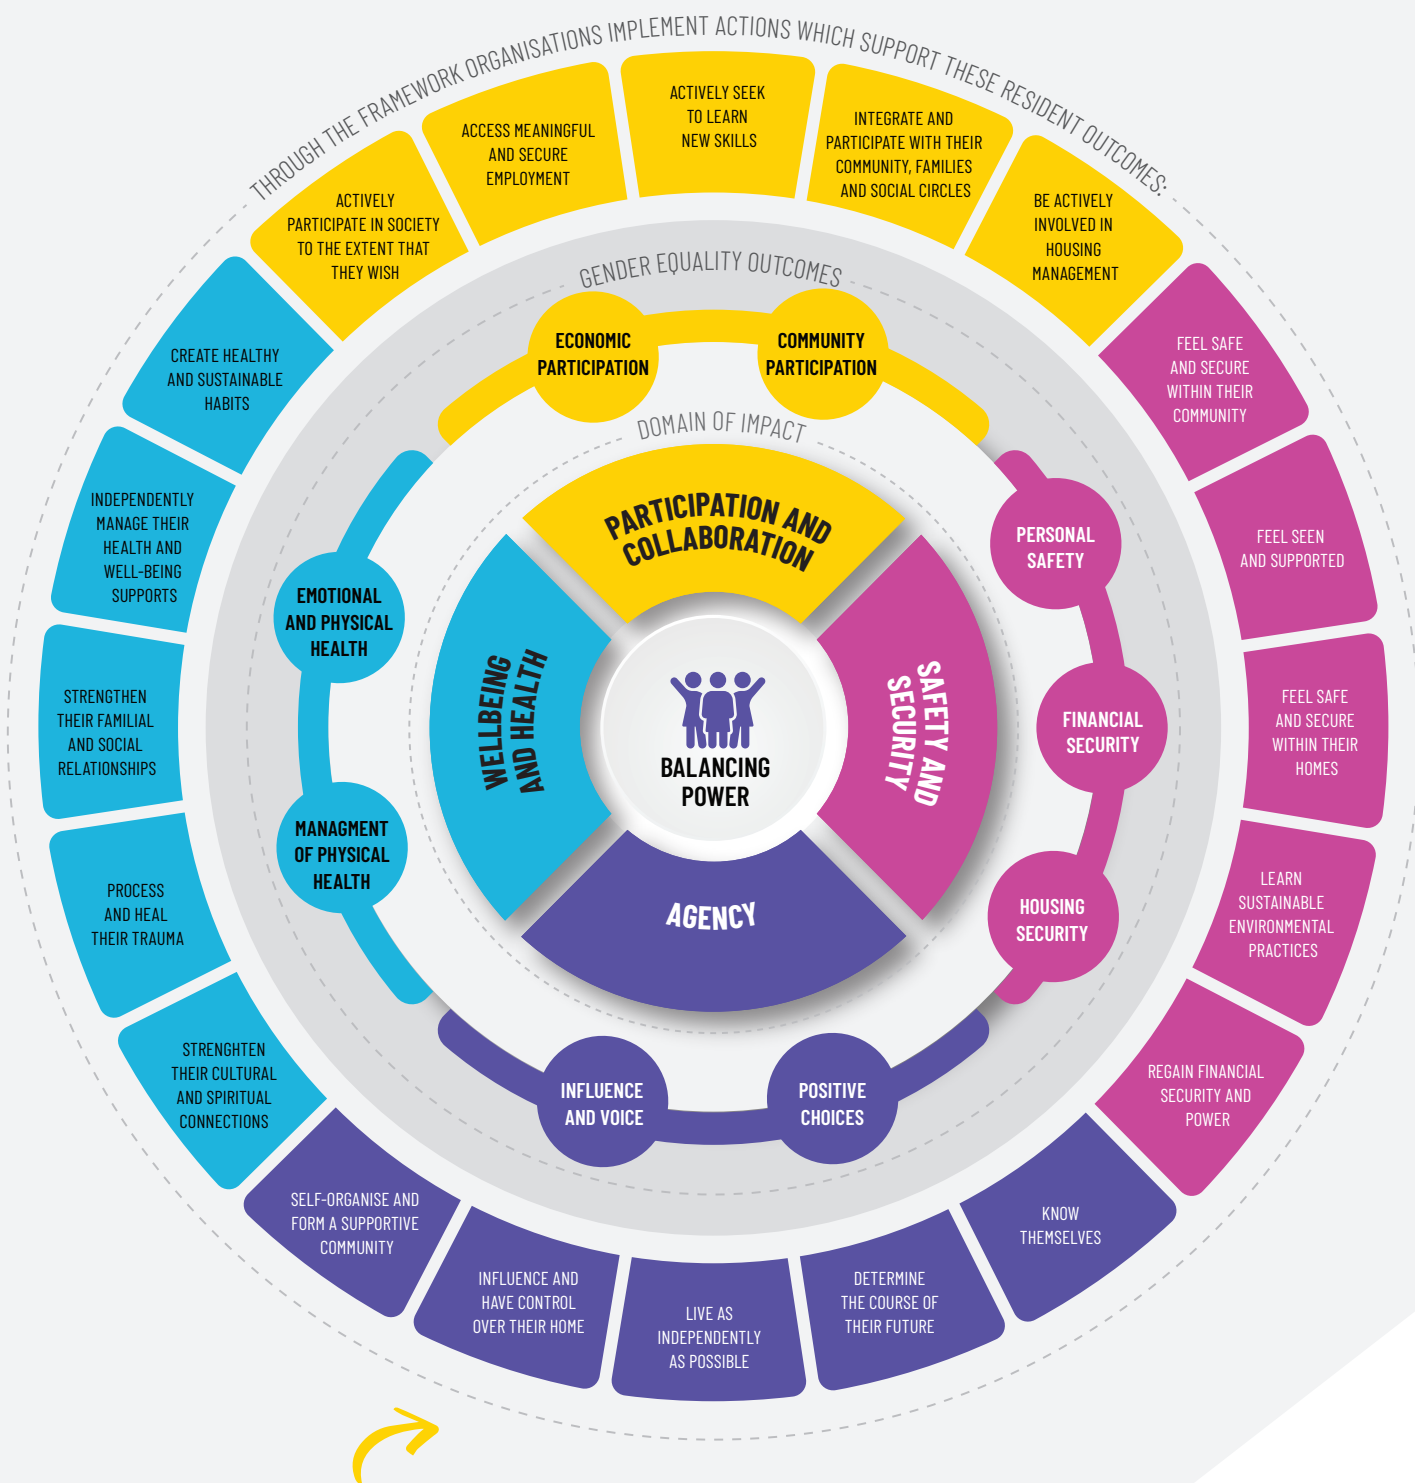 THROUGH THE FRAMEWORK ORGANISATIONS IMPLEMENT ACTIONS WHICH SUPPORT THESE RESIDENT OUTCOMES:
ACTIVELY
PARTICIPATE IN SOCIETY
TO THE EXTENT THAT
THEY WISH
ACCESS MEANINGFUL
AND SECURE
EMPLOYMENT
ACTIVELY SEEK
TO LEARN
NEW SKILLS
INTEGRATE AND
PARTICIPATE WITH THEIR
COMMUNITY, FAMILIES
AND SOCIAL CIRCLES
BE ACTIVELY
INVOLVED IN
HOUSING
MANAGEMENT
FEEL SAFE
AND SECURE
WITHIN THEIR
COMMUNITY
FEEL SEEN
AND SUPPORTED
FEEL SAFE
AND SECURE
WITHIN THEIR
HOMES
LEARN
SUSTAINABLE
ENVIRONMENTAL
PRACTICES
REGAIN FINANCIAL
SECURITY AND
POWER
KNOW
THEMSELVES
DETERMINE
THE COURSE OF
THEIR FUTURE
LIVE AS
INDEPENDENTLY
AS POSSIBLE
INFLUENCE AND
HAVE CONTROL
OVER THEIR HOME
SELF-ORGANISE AND
FORM A SUPPORTIVE
COMMUNITY
STRENGHTEN
THEIR CULTURAL
AND SPIRITUAL
CONNECTIONS
PROCESS
AND HEAL
THEIR TRAUMA
STRENGTHEN
THEIR FAMILIAL
AND SOCIAL
RELATIONSHIPS
INDEPENDENTLY
MANAGE THEIR
HEALTH AND
WELL-BEING
SUPPORTS
CREATE HEALTHY
AND SUSTAINABLE
HABITS
GENDER EQUALITY OUTCOMES
ECONOMIC
PARTICIPATION
COMMUNITY
PARTICIPATION
PERSONAL
SAFETY
FINANCIAL
SECURITY
HOUSING
SECURITY
POSITIVE
CHOICES
INFLUENCE
AND VOICE
MANAGMENT
OF PHYSICAL
HEALTH
EMOTIONAL
AND PHYSICAL
HEALTH
DOMAIN OF IMPACT
PARTICIPATION AND
COLLABORATION
SAFETY AND
SECURITY
AGENCY
WELLBEING
AND HEALTH
BALANCING
POWER